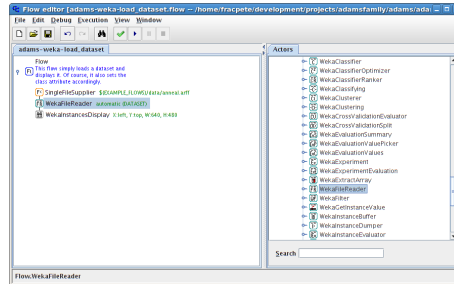 Flow editor [adams-weka-load_dataset.flow — /home/fracpete/development/projects/adamsfamily/adams/adams
File Edit Debug Execution View Window
adams-weka-load_dataset
Flow
This flow simply loads a dataset and
displays it. Of course, it also sets the
class attribute accordingly.
SingleFileSupplier $EXAMPLE_FLOWS/data/anneal.arff
WekaFileReader automatic (DATASET)
WekaInstancesDisplay X:left, Y:top, W:640, H:480
Actors
WekaClassifier
WekaClassifierOptimizer
WekaClassifierRanker
WekaClassifying
WekaClusterer
WekaClustering
WekaCrossValidationEvaluator
WekaCrossValidationSplit
WekaEvaluationSummary
WekaEvaluationValuePicker
WekaEvaluationValues
WekaExperiment
WekaExperimentEvaluation
WekaExtractArray
WekaFileReader
WekaFilter
WekaGetInstanceValue
WekaInstanceBuffer
WekaInstanceDumper
WekaInstanceEvaluator
Search
Flow.WekaFileReader